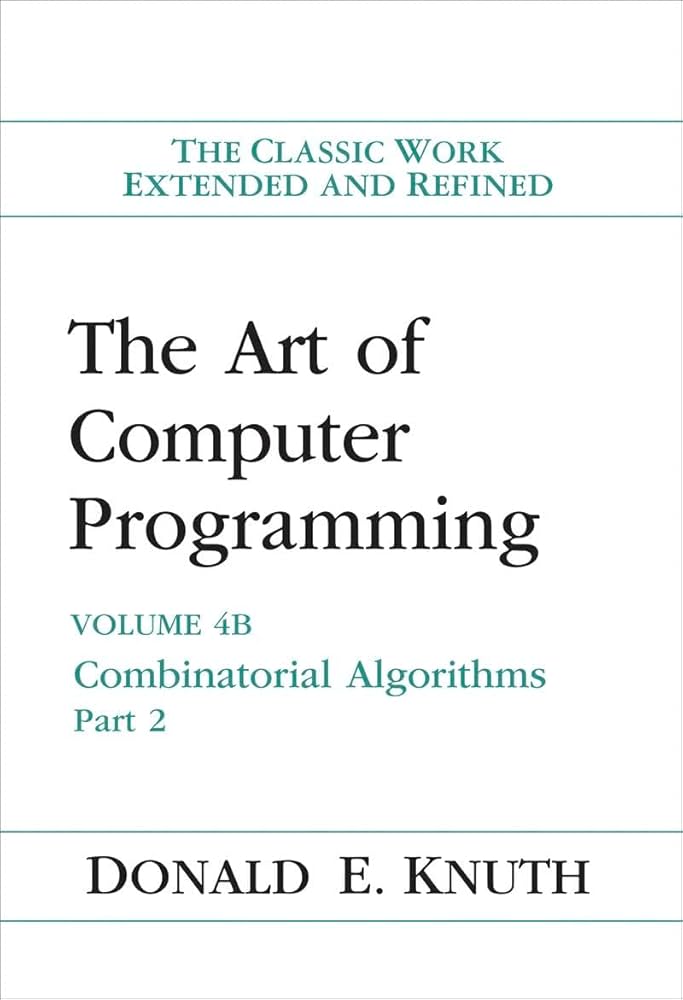 THE CLASSIC WORK
EXTENDED AND REFINED
The Art of
Computer
Programming
VOLUME 4B
Combinatorial Algorithms
Part 2
DONALD E. KNUTH